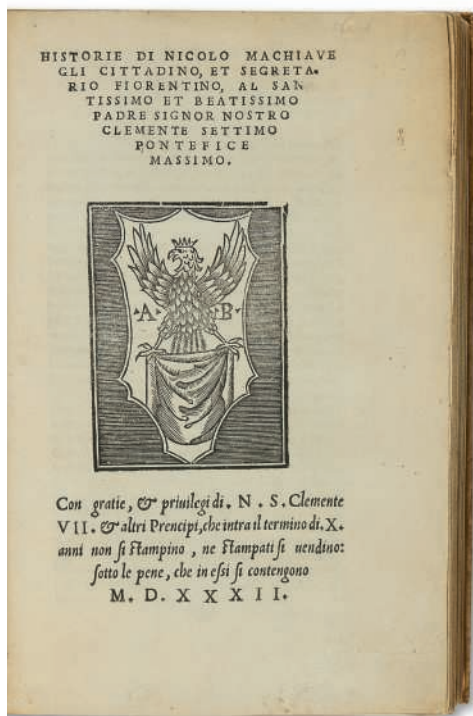 HISTORIE DI NICOLO MACHIAVE
GLI CITTADINO, ET SEGRETA.
RIO FIORENTINO, AL SAN
TISSIMO ET BEATISSIMO
PADRE SIGNOR NOSTRO
CLEMENTE SETTIMO
PONTEFICE
MASSIMO.
A B
Con gratie, & priuilegi di. N. S. Clemente
VII. & altri Prencipi, che intra il termino di. X.
anni non ſi ſtampino, ne ſtampati ſi uendino:
ſotto le pene, che in eſsi ſi contengono
M. D. XXXII.